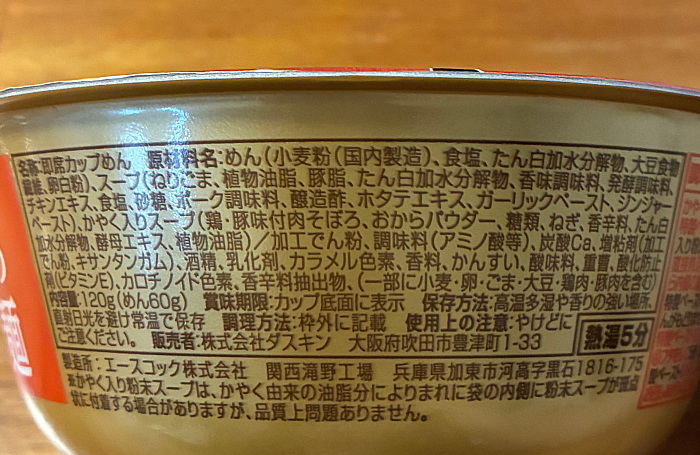 名称:即席カップめん 原材料名:めん(小麦粉(国内製造)、食塩、たん白加水分解物、大豆食物
繊維、卵白粉)、スープ(ねりごま、植物油脂、豚脂、たん白加水分解物、香味調味料、発酵調味料、
チキンエキス、食塩、砂糖、ポーク調味料、醸造酢、ホタテエキス、ガーリックペースト、ジンジャー
ペースト)、かやく入りスープ(鶏・豚味付肉そぼろ、おからパウダー、糖類、ねぎ、香辛料、たん白
加水分解物、酵母エキス、植物油脂)/加工でん粉、調味料(アミノ酸等)、炭酸Ca、増粘剤(加工
でん粉、キサンタンガム)、酒精、乳化剤、カラメル色素、香料、かんすい、酸味料、重曹、酸化防止
剤(ビタミンE)、カロチノイド色素、香辛料抽出物、(一部に小麦・卵・ごま・大豆・鶏肉・豚肉を含む)
内容量:120g(めん60g) 賞味期限:カップ底面に表示 保存方法:高温多湿や香りの強い場所、
直射日光を避け常温で保存 調理方法:枠外に記載 使用上の注意:やけどに
ご注意ください。 販売者:株式会社ダスキン 大阪府吹田市豊津町1-33
熱湯5分
製造所:エースコック株式会社 関西滝野工場 兵庫県加東市河高字黒石1816-175
※かやく入り粉末スープは、かやく由来の油脂分によりまれに袋の内側に粉末スープが斑点
状に付着する場合がありますが、品質上問題ありません。
麺